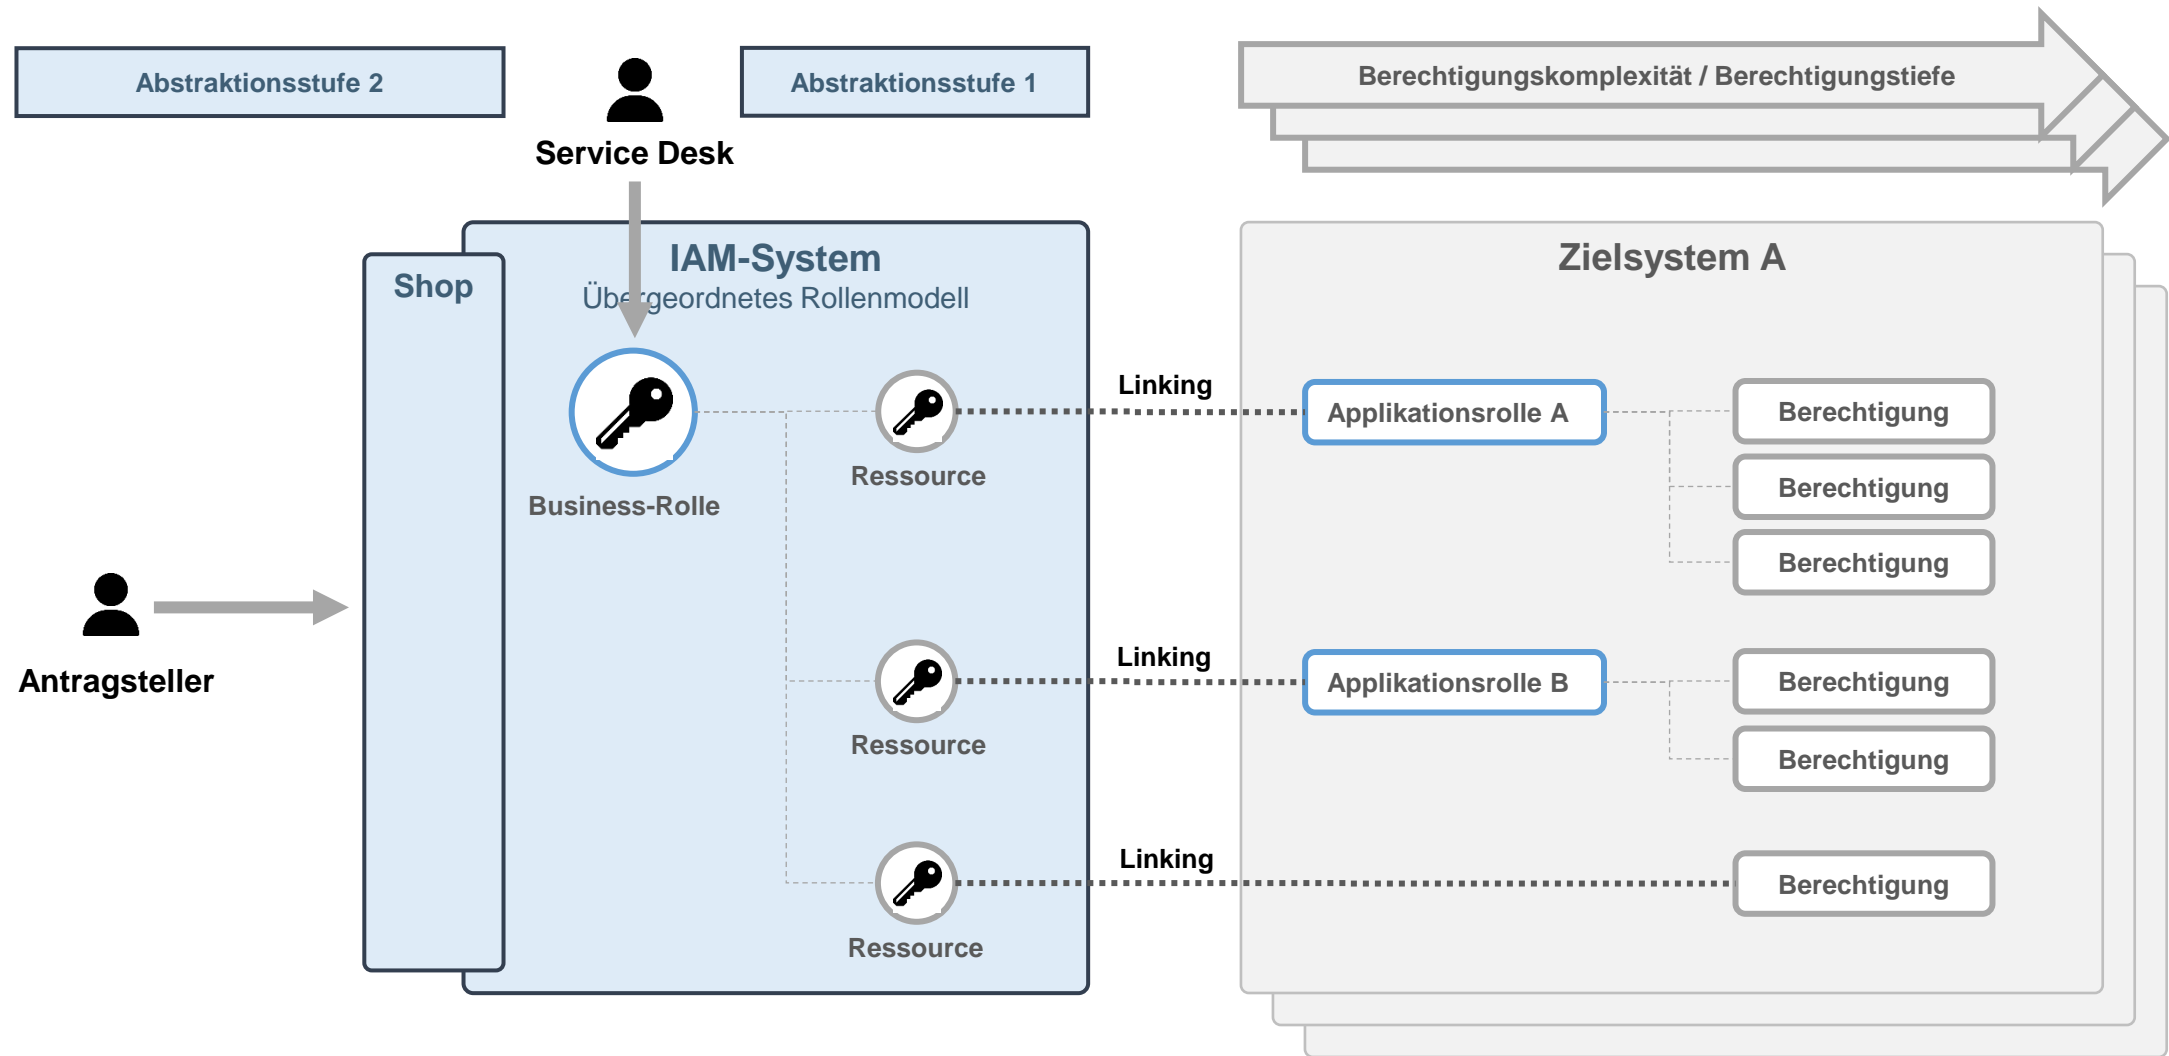 Abstraktionsstufe 2
Abstraktionsstufe 1
Berechtigungskomplexität / Berechtigungstiefe
Service Desk
IAM-System
Übergeordnetes Rollenmodell
Shop
Zielsystem A
Business-Rolle
Ressource
Linking
Applikationsrolle A
Berechtigung
Berechtigung
Berechtigung
Antragsteller
Ressource
Linking
Applikationsrolle B
Berechtigung
Berechtigung
Ressource
Linking
Berechtigung